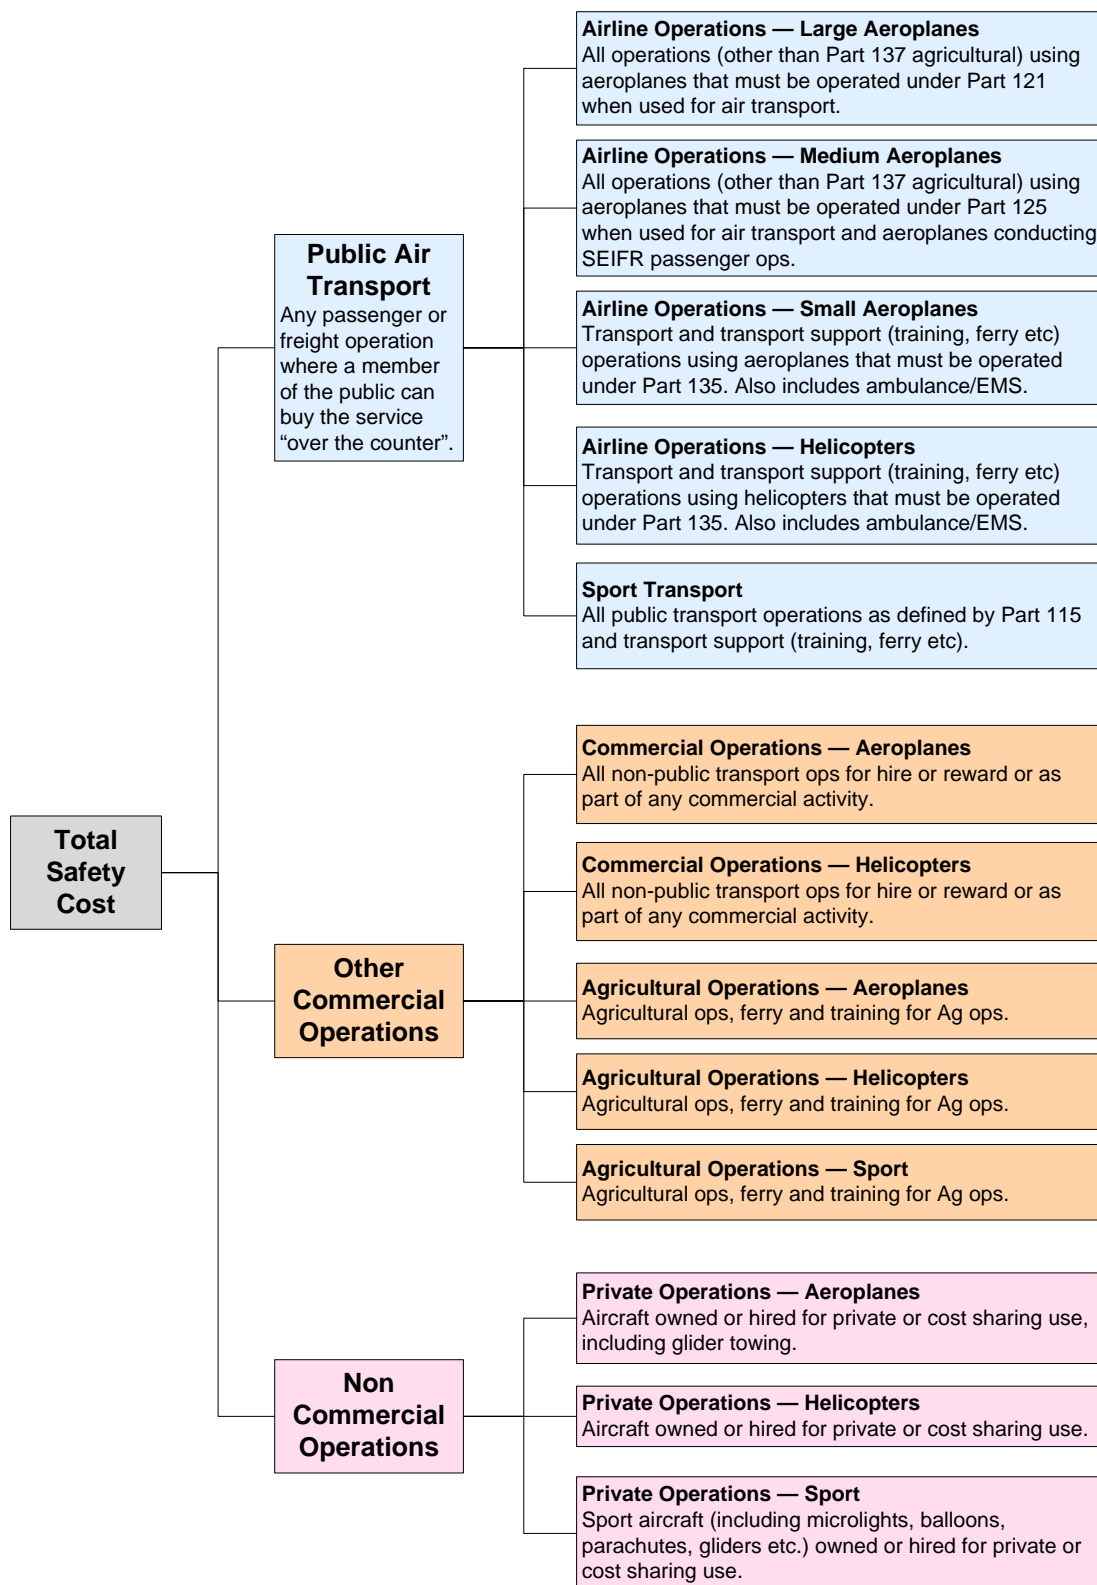 Total
Safety
Cost
Public Air
Transport
Any passenger or
freight operation
where a member
of the public can
buy the service
“over the counter”.
Airline Operations — Large Aeroplanes
All operations (other than Part 137 agricultural) using
aeroplanes that must be operated under Part 121
when used for air transport.
Airline Operations — Medium Aeroplanes
All operations (other than Part 137 agricultural) using
aeroplanes that must be operated under Part 125
when used for air transport and aeroplanes conducting
SEIFR passenger ops.
Airline Operations — Small Aeroplanes
Transport and transport support (training, ferry etc)
operations using aeroplanes that must be operated
under Part 135. Also includes ambulance/EMS.
Airline Operations — Helicopters
Transport and transport support (training, ferry etc)
operations using helicopters that must be operated
under Part 135. Also includes ambulance/EMS.
Sport Transport
All public transport operations as defined by Part 115
and transport support (training, ferry etc).
Other
Commercial
Operations
Commercial Operations — Aeroplanes
All non-public transport ops for hire or reward or as
part of any commercial activity.
Commercial Operations — Helicopters
All non-public transport ops for hire or reward or as
part of any commercial activity.
Agricultural Operations — Aeroplanes
Agricultural ops, ferry and training for Ag ops.
Agricultural Operations — Helicopters
Agricultural ops, ferry and training for Ag ops.
Agricultural Operations — Sport
Agricultural ops, ferry and training for Ag ops.
Non
Commercial
Operations
Private Operations — Aeroplanes
Aircraft owned or hired for private or cost sharing use,
including glider towing.
Private Operations — Helicopters
Aircraft owned or hired for private or cost sharing use.
Private Operations — Sport
Sport aircraft (including microlights, balloons,
parachutes, gliders etc.) owned or hired for private or
cost sharing use.